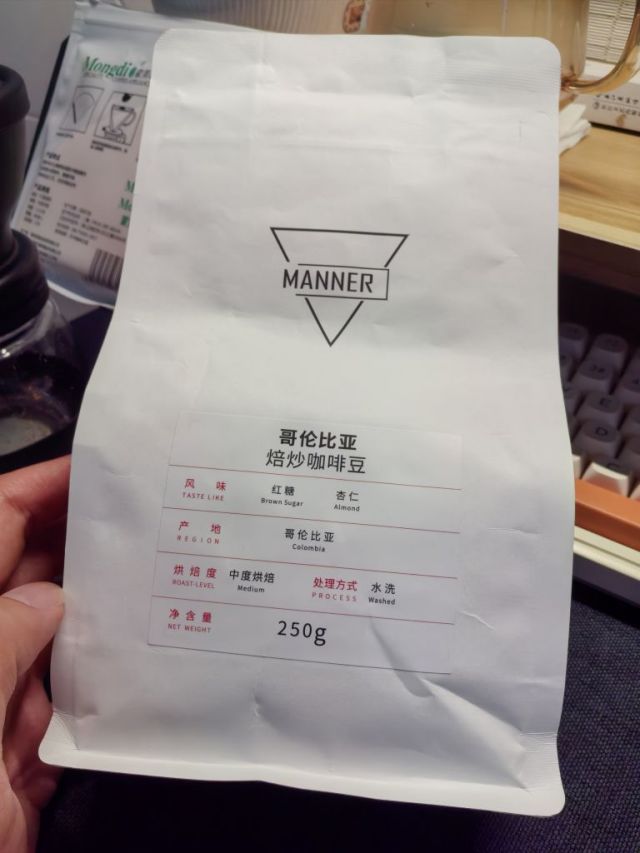 Mongdi
MANNER
哥伦比亚
焙炒咖啡豆
风 味 红糖 杏仁
TASTE LIKE Brown Sugar Almond
产 地 哥伦比亚
REGION Colombia
烘焙度 中度烘焙 处理方式 水洗
ROAST-LEVEL Medium PROCESS Washed
净含量 250g
NET WEIGHT